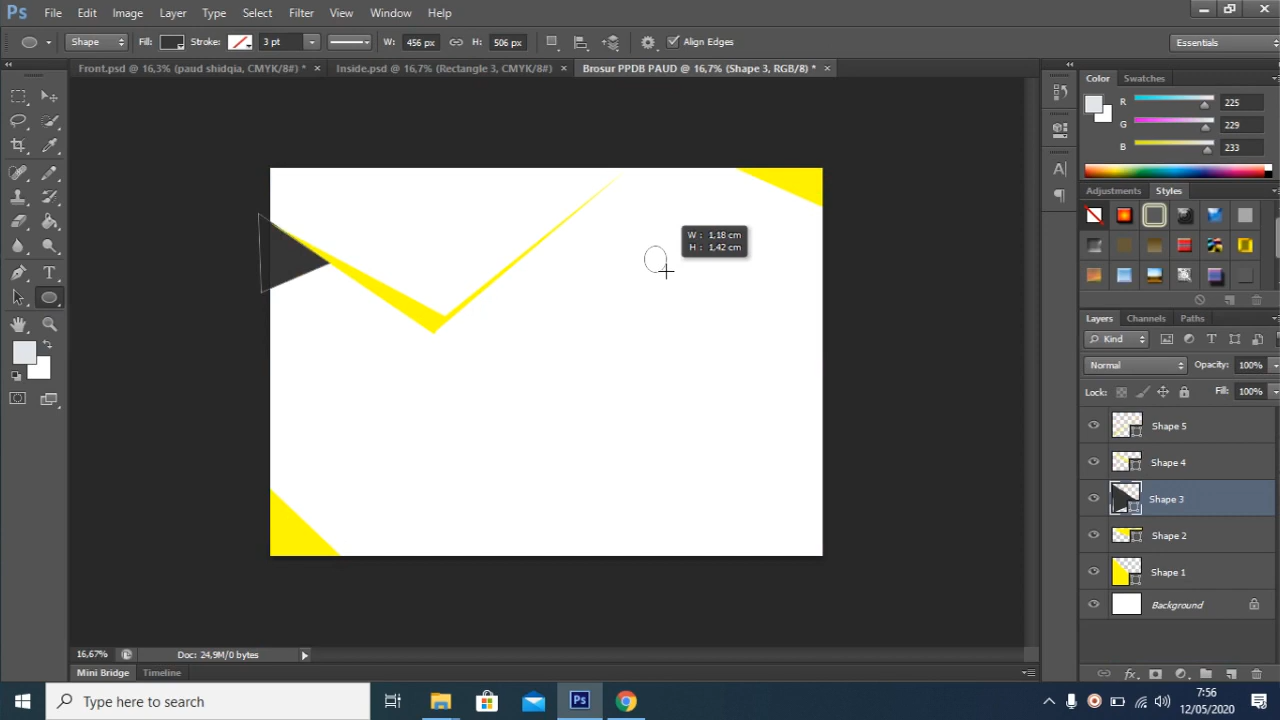 Ps File Edit Image Layer Type Select Filter View Window Help
Shape Fill: Stroke: 3 pt W: 456 px H: 506 px Align Edges Essentials
Front.psd @ 16,3% (paud shidqia, CMYK/8#) * × Inside.psd @ 16,7% (Rectangle 3, CMYK/8#) × Brosur PPDB PAUD @ 16,7% (Shape 3, RGB/8) * ×
Color Swatches
R 225
G 229
B 233
Adjustments Styles
W : 1,18 cm
H : 1,42 cm
Layers Channels Paths
Kind
Normal Opacity: 100%
Lock: Fill: 100%
Shape 5
Shape 4
Shape 3
Shape 2
Shape 1
Background
16,67% Doc: 24,9M/0 bytes
Mini Bridge Timeline
Type here to search
Ps
7:56
12/05/2020